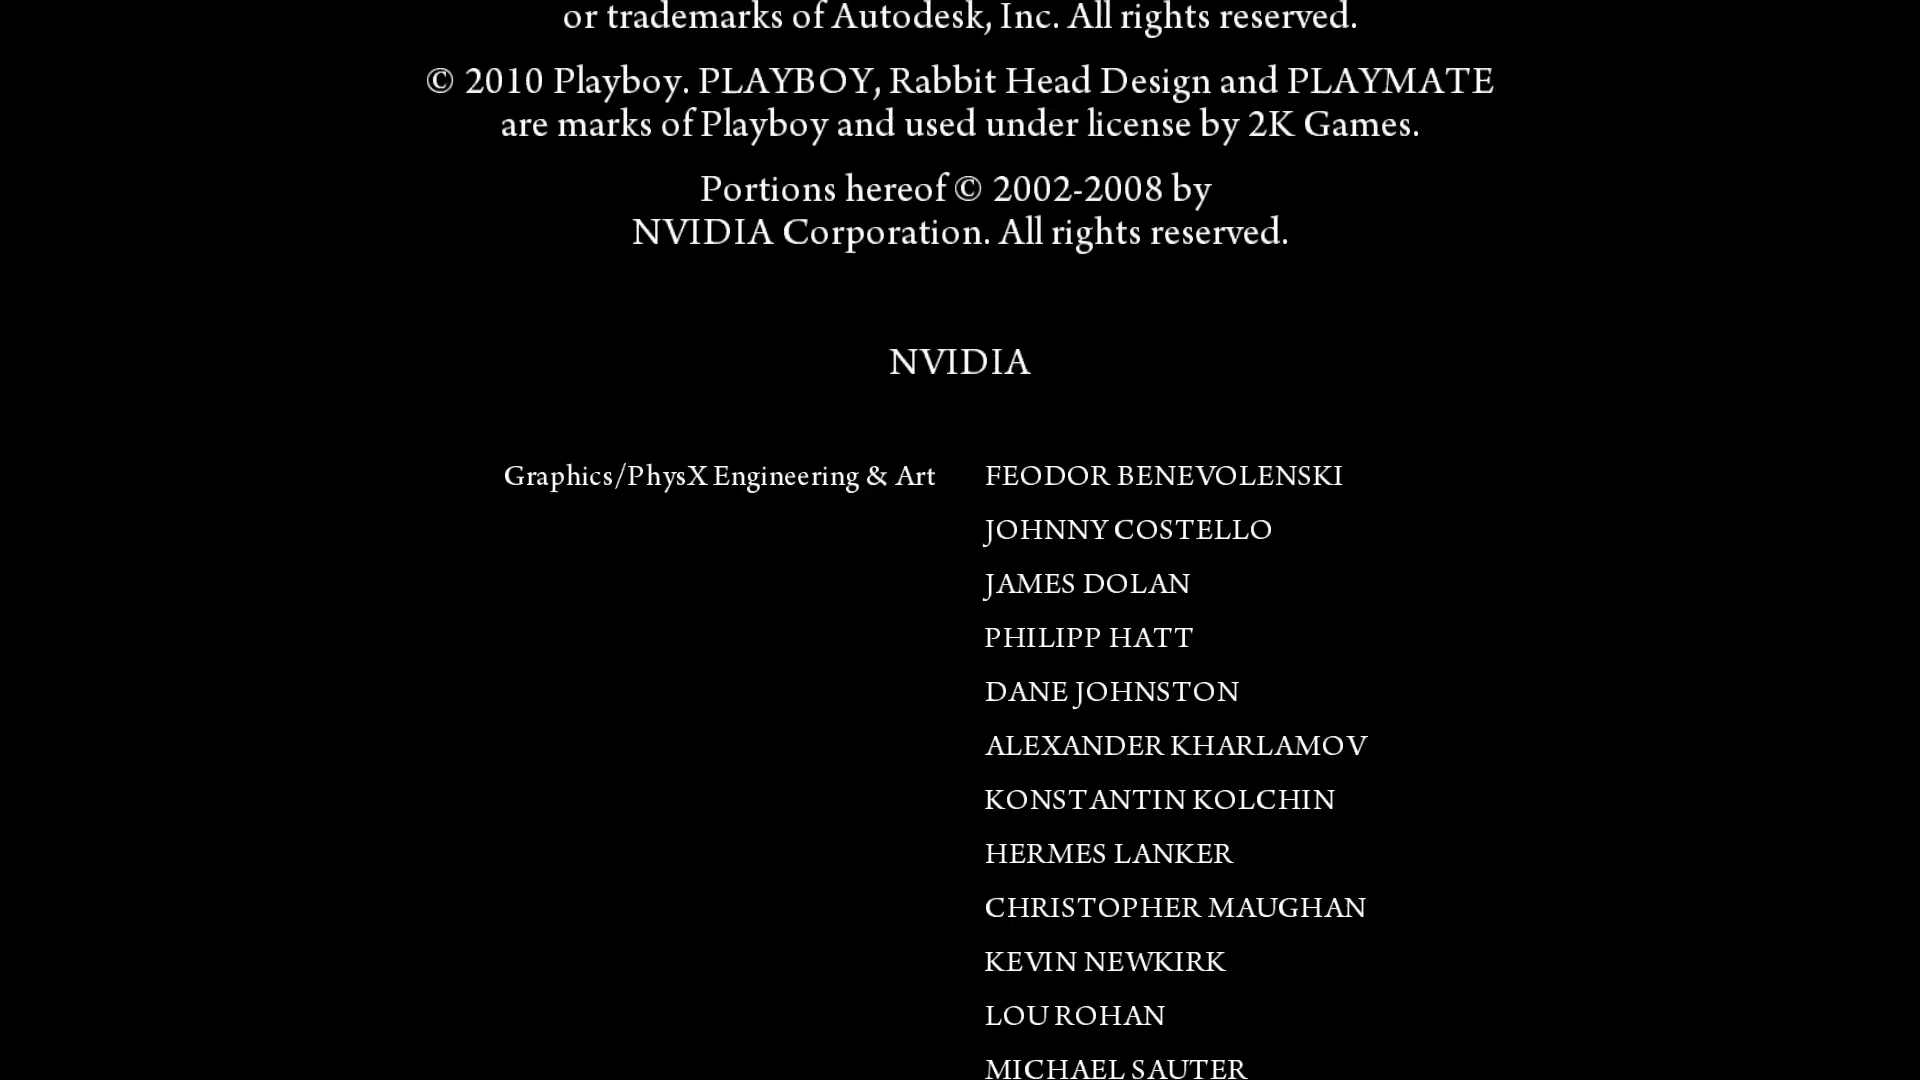 or trademarks of Autodesk, Inc. All rights reserved.
© 2010 Playboy. PLAYBOY, Rabbit Head Design and PLAYMATE
are marks of Playboy and used under license by 2K Games.
Portions hereof © 2002-2008 by
NVIDIA Corporation. All rights reserved.
NVIDIA
Graphics/PhysX Engineering & Art FEODOR BENEVOLENSKI
JOHNNY COSTELLO
JAMES DOLAN
PHILIPP HATT
DANE JOHNSTON
ALEXANDER KHARLAMOV
KONSTANTIN KOLCHIN
HERMES LANKER
CHRISTOPHER MAUGHAN
KEVIN NEWKIRK
LOU ROHAN
MICHAEL SAUTER